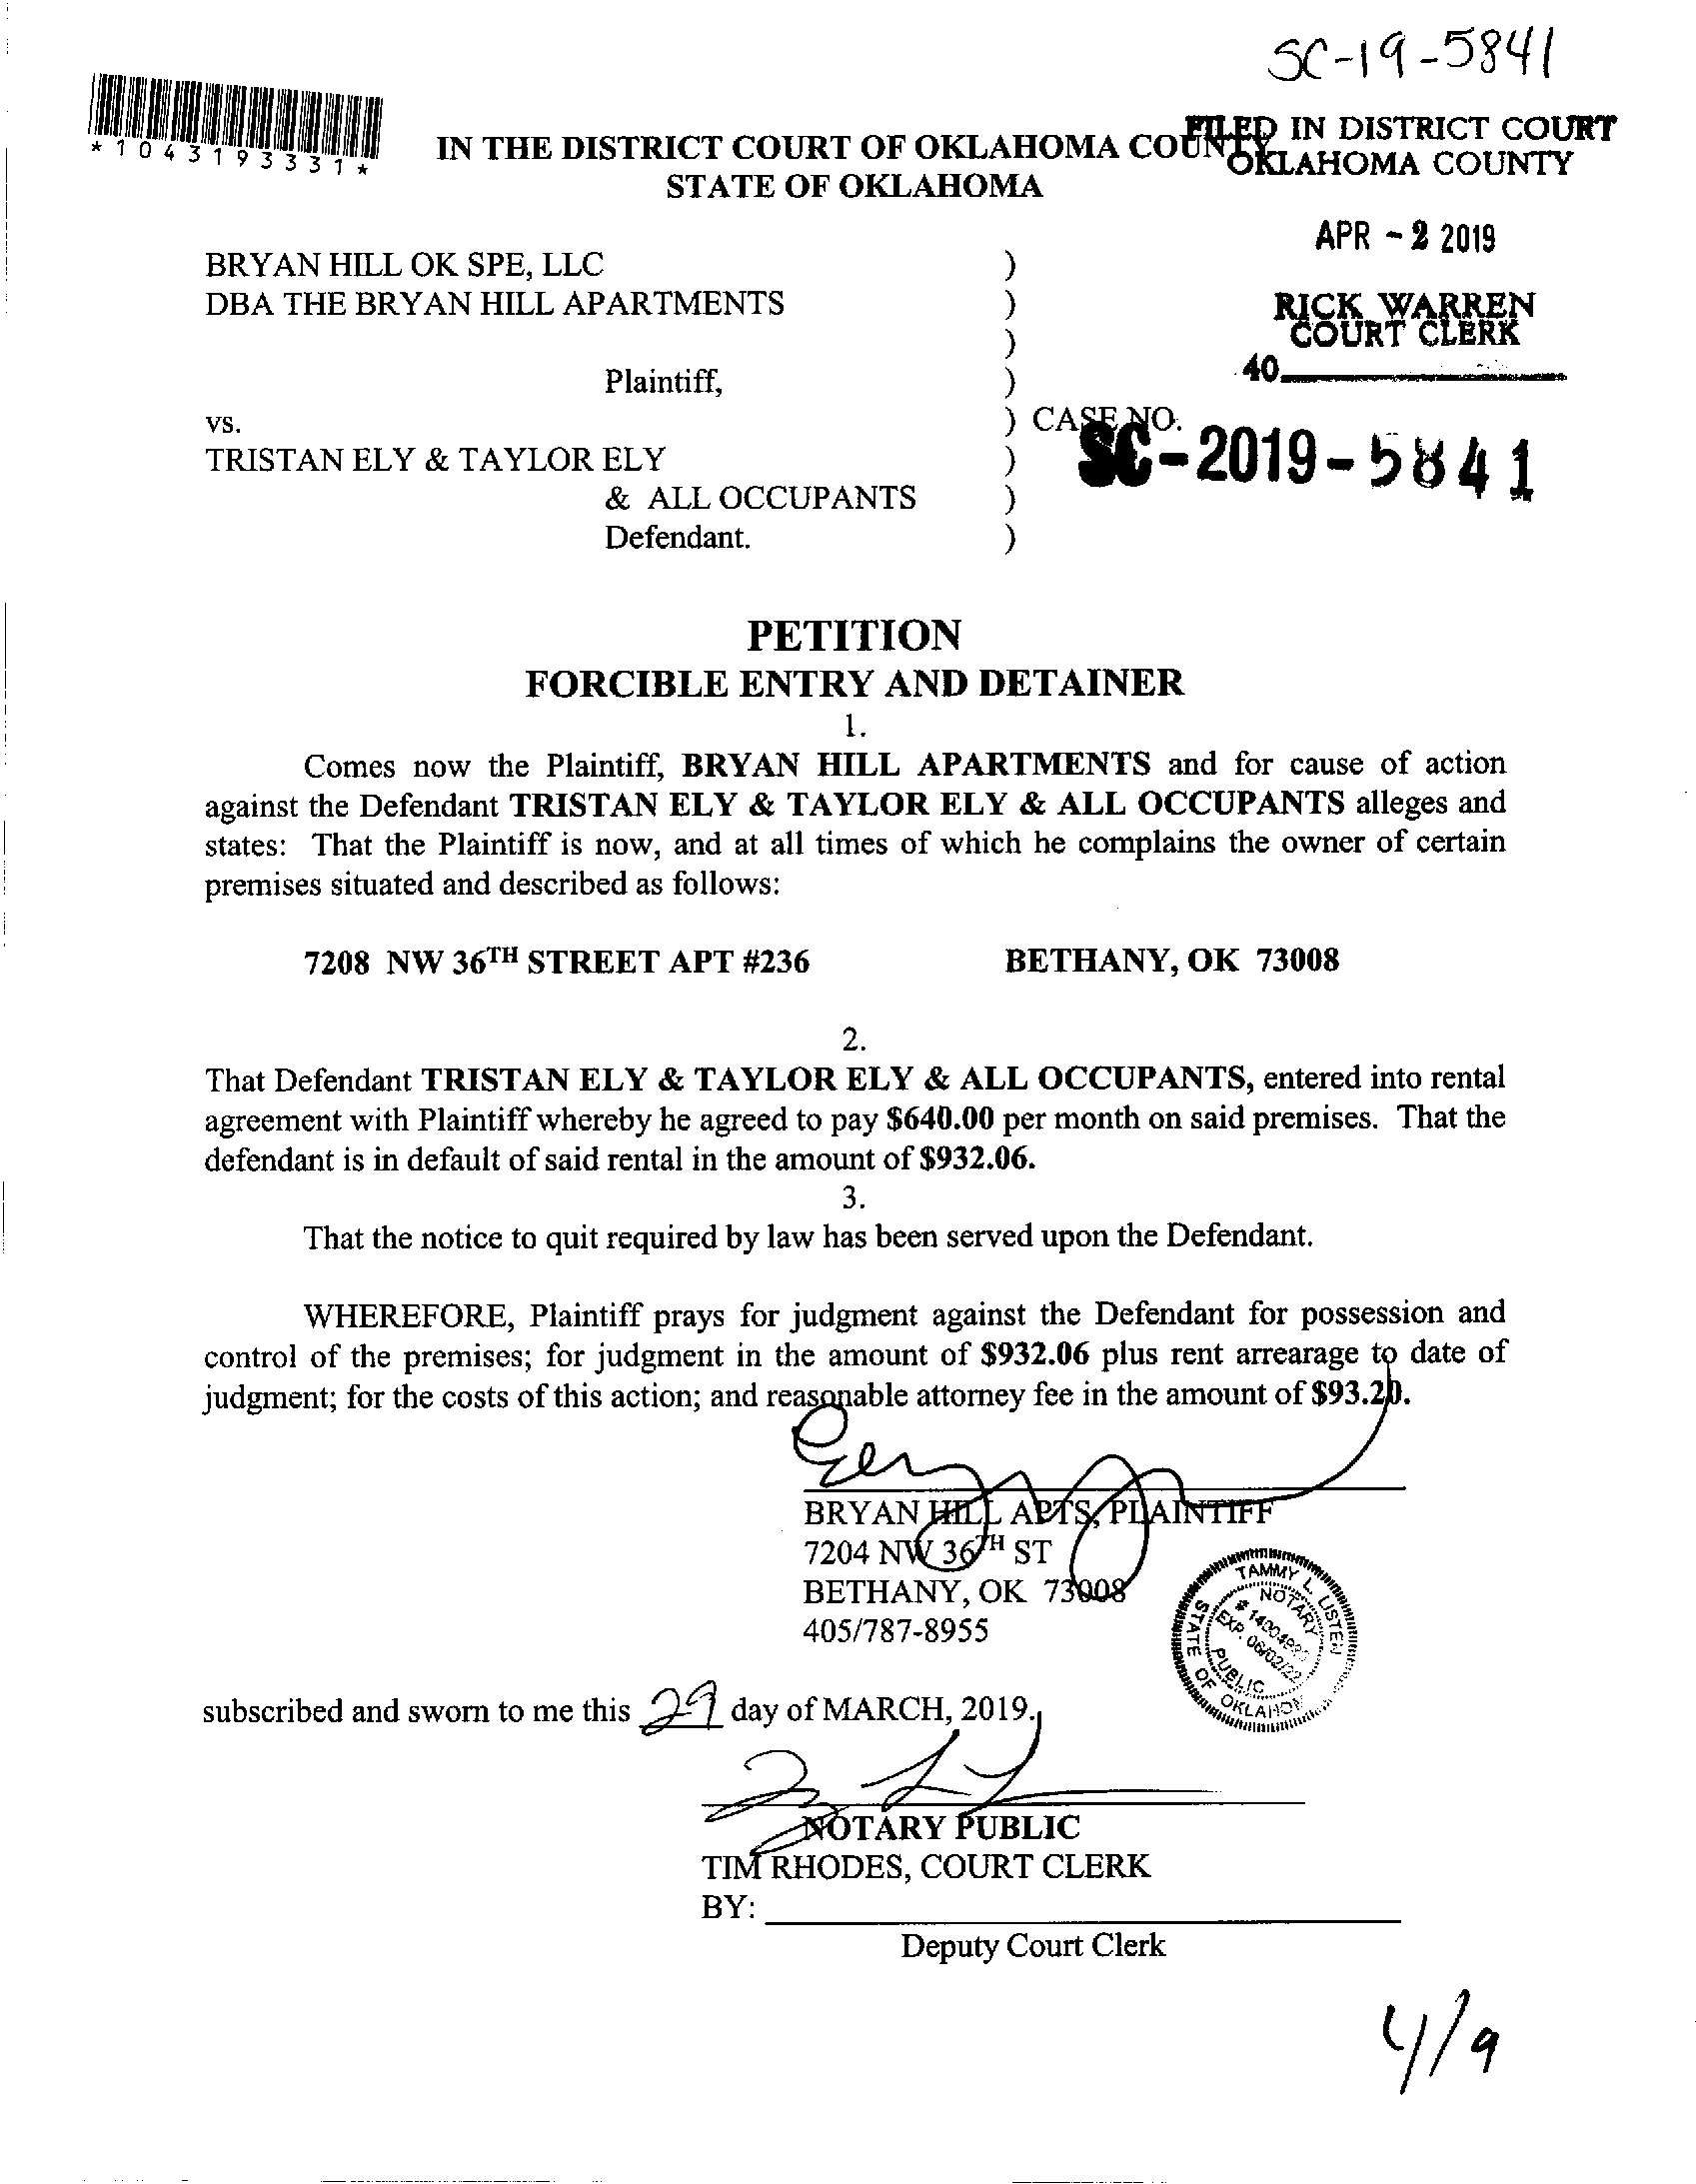 SC-19-5841
*1043193331*
IN THE DISTRICT COURT OF OKLAHOMA COUNTY
STATE OF OKLAHOMA
FILED IN DISTRICT COURT
OKLAHOMA COUNTY
APR - 2 2019
RICK WARREN
COURT CLERK
40
BRYAN HILL OK SPE, LLC )
DBA THE BRYAN HILL APARTMENTS )
)
Plaintiff, )
vs. ) CASE NO.
SC-2019-5841
TRISTAN ELY & TAYLOR ELY )
& ALL OCCUPANTS )
Defendant. )
PETITION
FORCIBLE ENTRY AND DETAINER
1.
Comes now the Plaintiff, BRYAN HILL APARTMENTS and for cause of action
against the Defendant TRISTAN ELY & TAYLOR ELY & ALL OCCUPANTS alleges and
states: That the Plaintiff is now, and at all times of which he complains the owner of certain
premises situated and described as follows:
7208 NW 36TH STREET APT #236 BETHANY, OK 73008
2.
That Defendant TRISTAN ELY & TAYLOR ELY & ALL OCCUPANTS, entered into rental
agreement with Plaintiff whereby he agreed to pay $640.00 per month on said premises. That the
defendant is in default of said rental in the amount of $932.06.
3.
That the notice to quit required by law has been served upon the Defendant.
WHEREFORE, Plaintiff prays for judgment against the Defendant for possession and
control of the premises; for judgment in the amount of $932.06 plus rent arrearage to date of
judgment; for the costs of this action; and reasonable attorney fee in the amount of $93.20.
BRYAN HILL APTS, PLAINTIFF
7204 NW 36TH ST
BETHANY, OK 73008
405/787-8955
TAMMY L. LISTEN
NOTARY
EXP. 06/02/22
PUBLIC
STATE OF OKLAHOMA
subscribed and sworn to me this 29 day of MARCH, 2019.
NOTARY PUBLIC
TIM RHODES, COURT CLERK
BY:
Deputy Court Clerk
4/9